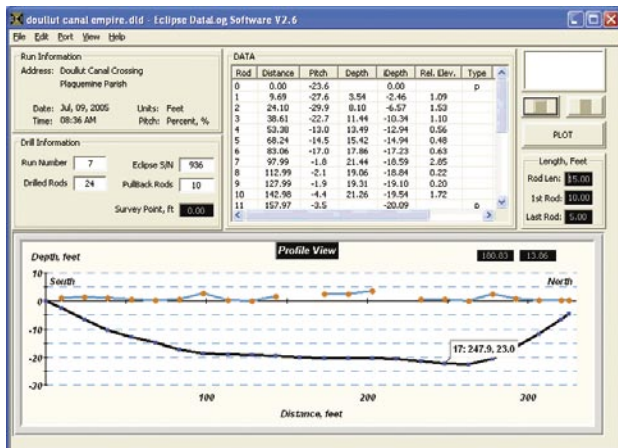 doullut canal empire.dld - Eclipse DataLog Software V2.6
File Edit Port View Help
Run Information
Address: Doullut Canal Crossing
Plaquemine Parish
Date: Jul, 09, 2005 Units: Feet
Time: 08:36 AM Pitch: Percent, %
Drill Information
Run Number 7 Eclipse S/N 936
Drilled Rods 24 PullBack Rods 10
Survey Point, ft 0.00
DATA
Rod Distance Pitch Depth iDepth Rel. Elev. Type
0 0.00 -23.6 0.00 p
1 9.69 -27.6 3.54 -2.46 1.09
2 24.10 -29.9 8.10 -6.57 1.53
3 38.61 -22.7 11.44 -10.34 1.10
4 53.38 -13.0 13.49 -12.94 0.56
5 68.24 -14.5 15.42 -14.94 0.48
6 83.06 -17.0 17.86 -17.23 0.63
7 97.99 -1.8 21.44 -18.59 2.85
8 112.99 -2.1 19.06 -18.84 0.22
9 127.99 -1.9 19.31 -19.10 0.20
10 142.98 -4.4 21.26 -19.54 1.72
11 157.97 -3.5 -20.09 p
PLOT
Length, Feet
Rod Len: 15.00
1st Rod: 10.00
Last Rod: 5.00
Profile View
Depth, feet
180.83 13.06
South North
10
0
-10
-20
-30
17: 247.9, 23.0
100 200 300
Distance, feet